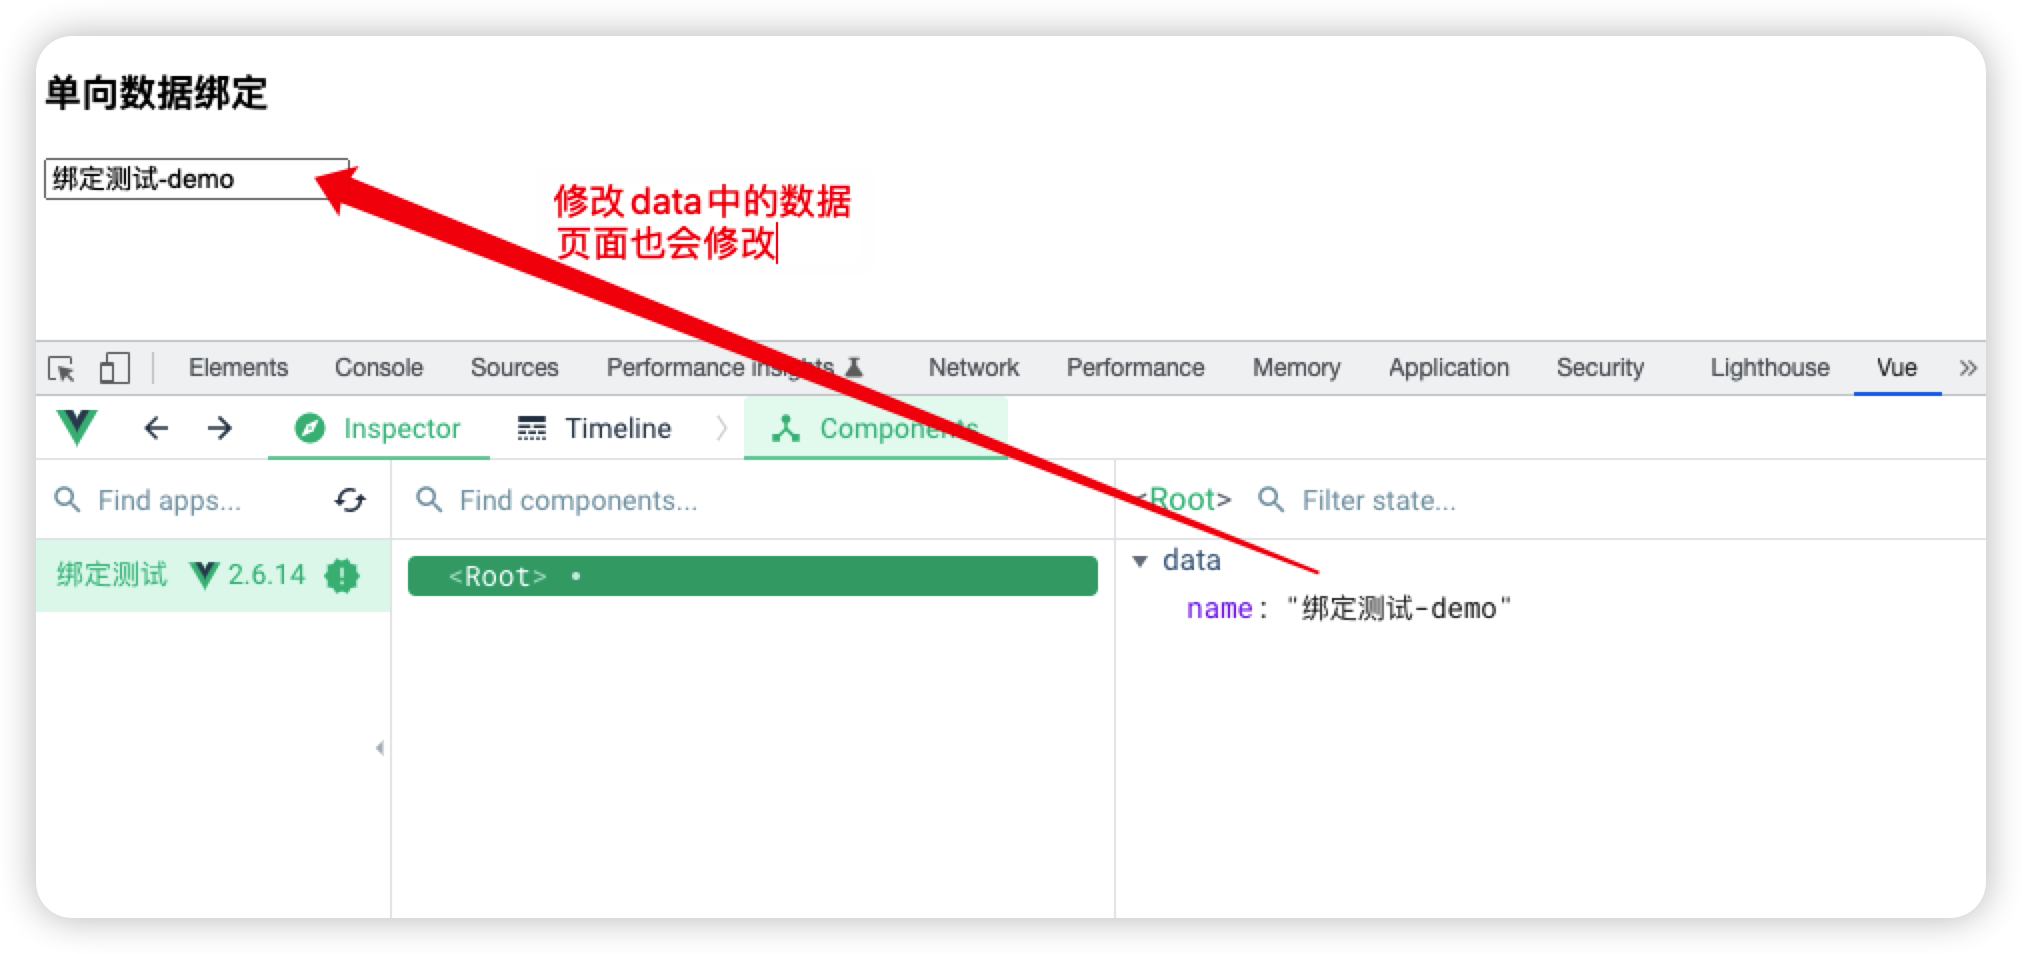 单向数据绑定
绑定测试-demo
修改data中的数据
页面也会修改
Elements Console Sources Performance insights Network Performance Memory Application Security Lighthouse Vue
Inspector Timeline Components
Find apps... Find components... <Root> Filter state...
绑定测试 2.6.14 <Root> data
name: "绑定测试-demo"